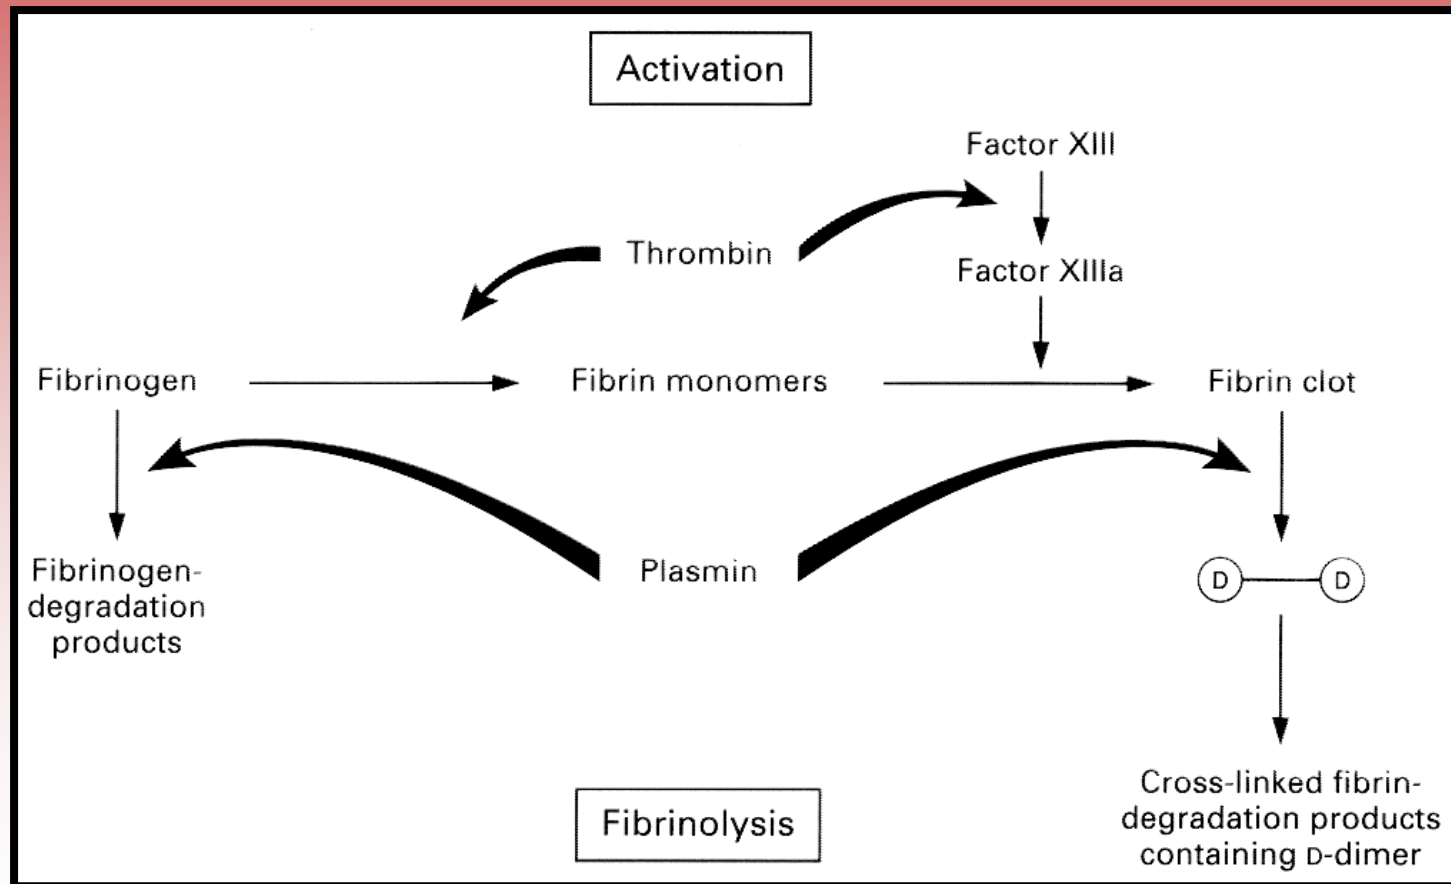 Activation
Factor XIII
Thrombin
Factor XIIIa
Fibrinogen
Fibrin monomers
Fibrin clot
Fibrinogen-
degradation
products
Plasmin
D
D
Cross-linked fibrin-
degradation products
containing D-dimer
Fibrinolysis